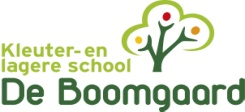 Kleuter- en
lagere school
De Boomgaard